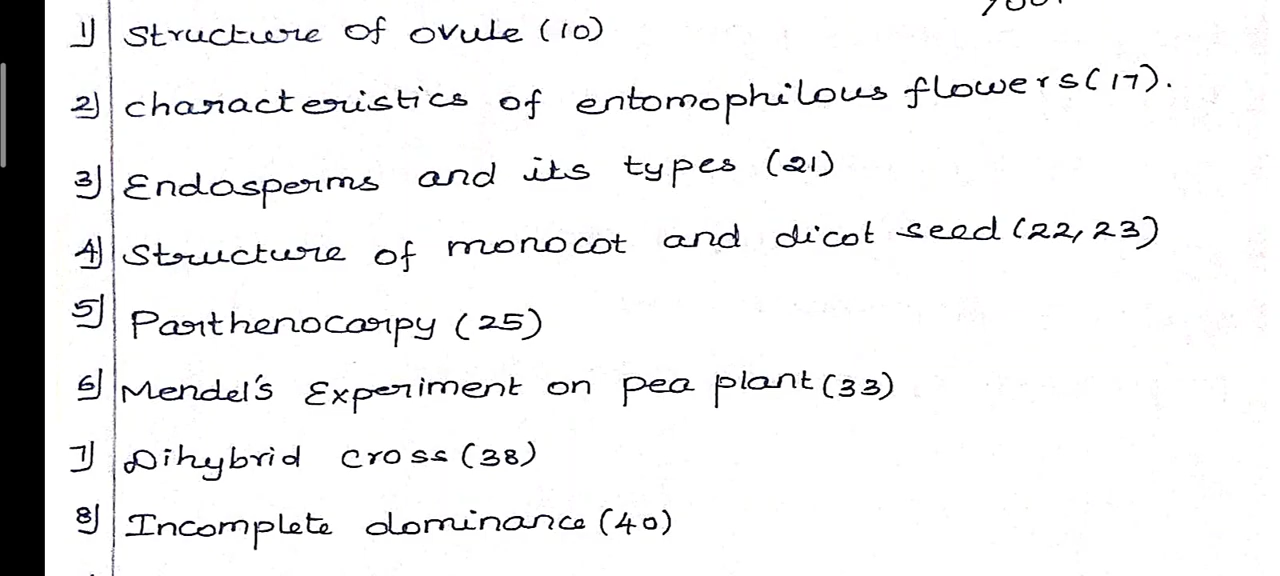 1) Structure of ovule (10)
2) characteristics of entomophilous flowers (17).
3) Endosperms and its types (21)
4) Structure of monocot and dicot seed (22, 23)
5) Parthenocarpy (25)
6) Mendel's Experiment on pea plant (33)
7) Dihybrid cross (38)
8) Incomplete dominance (40)